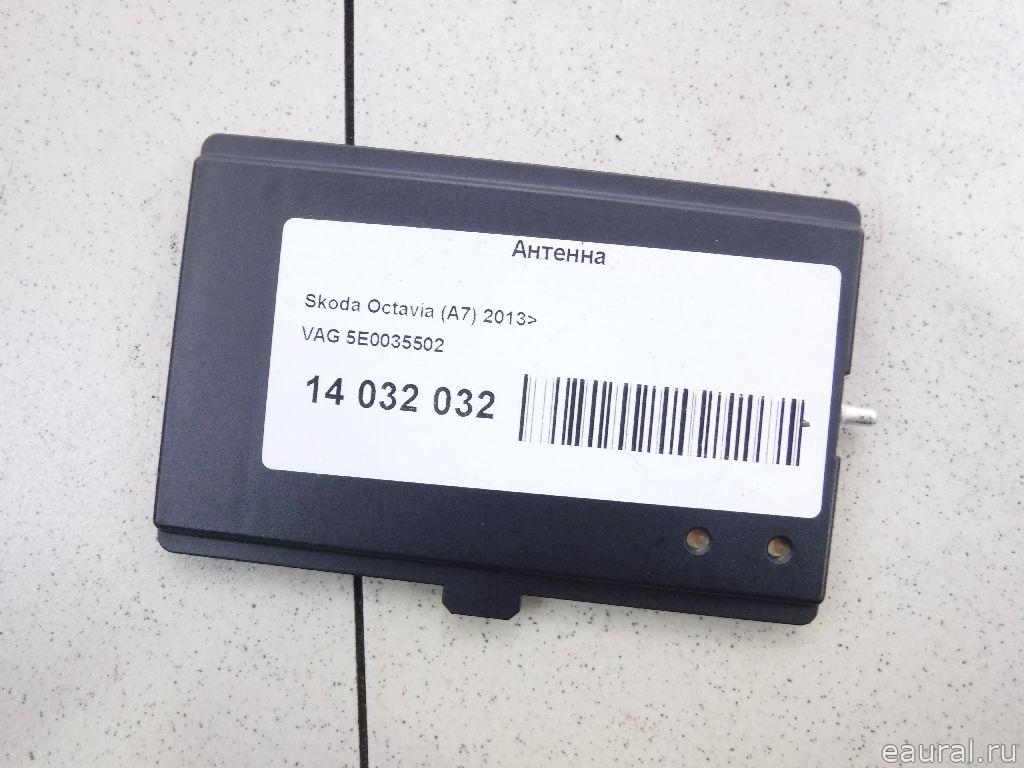 Антенна
Skoda Octavia (A7) 2013>
VAG 5E0035502
14 032 032
eaural.ru